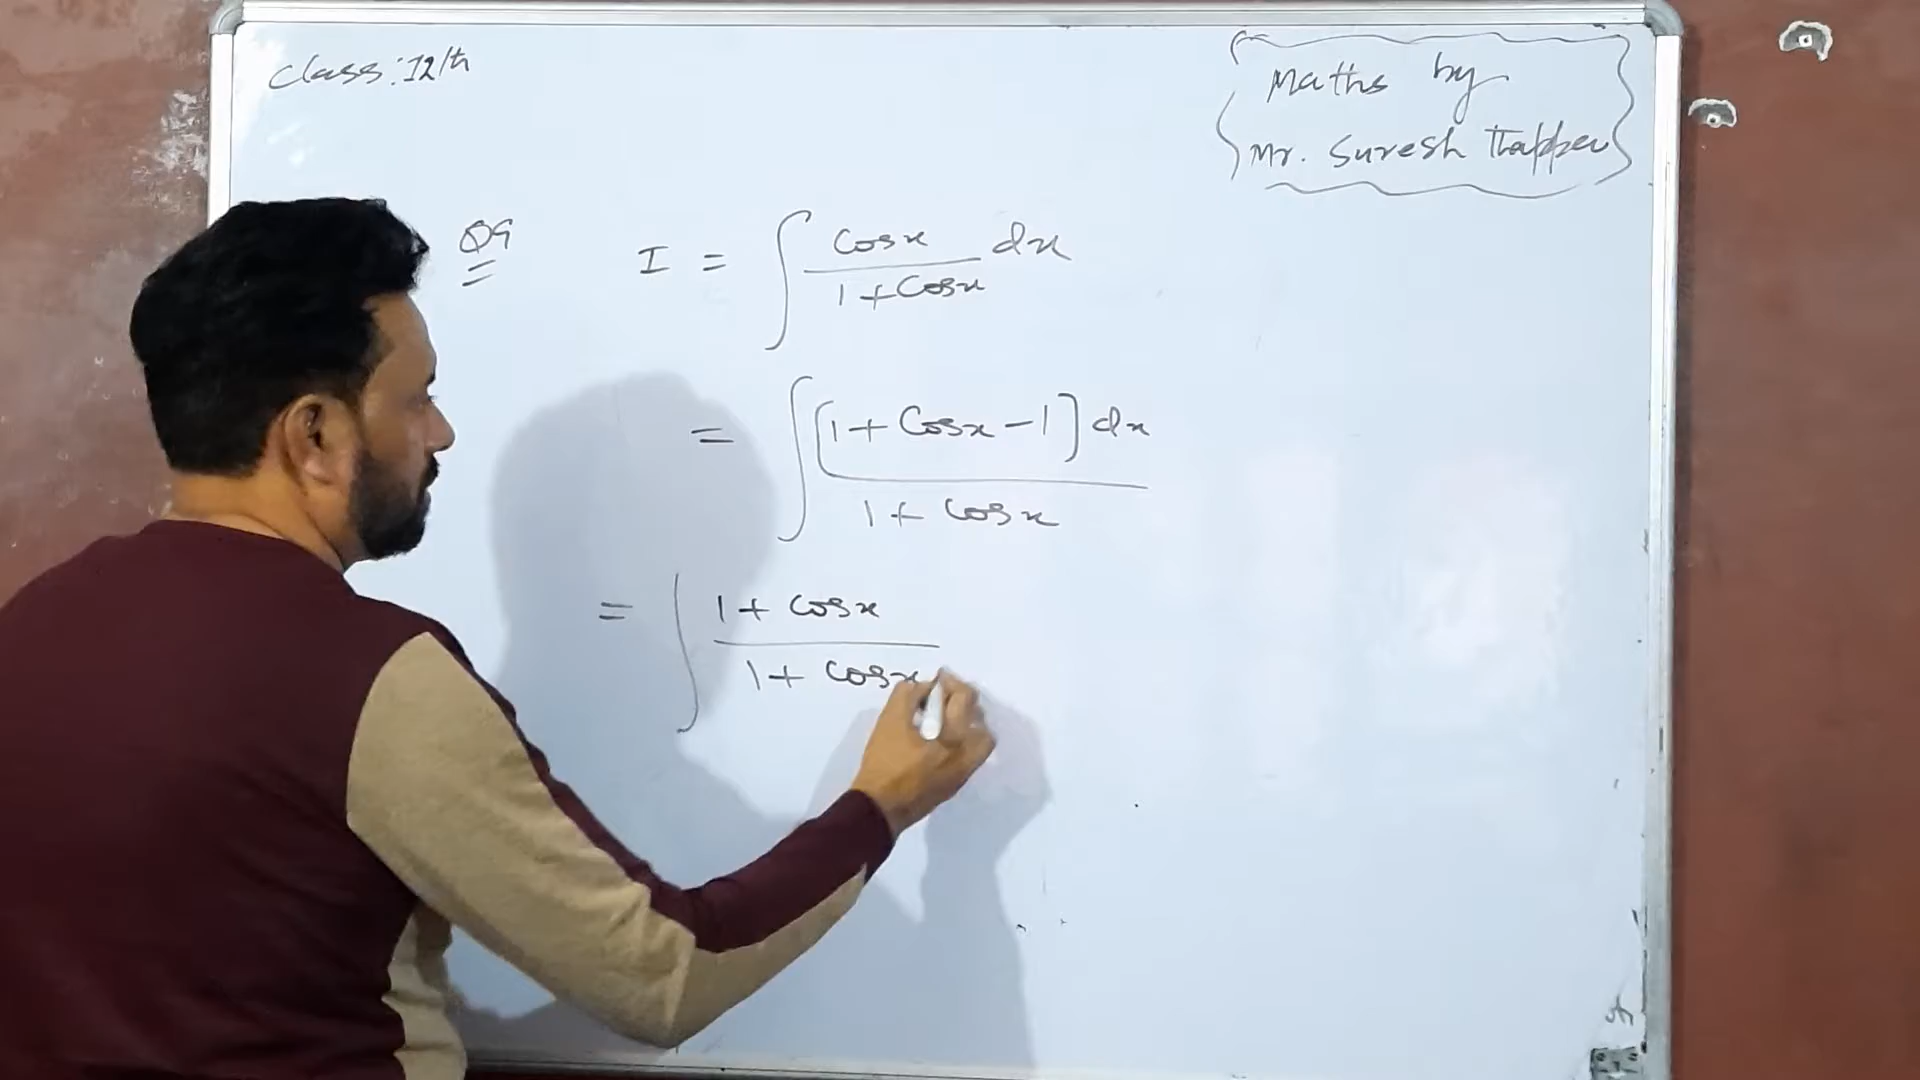 Class: 12th
Maths by
Mr. Suresh Thapper
Q9
I = ∫ cosx / 1 + cosx dx
= ∫ [1 + cosx - 1] dx / 1 + cosx
= ∫ 1 + cosx / 1 + cosx